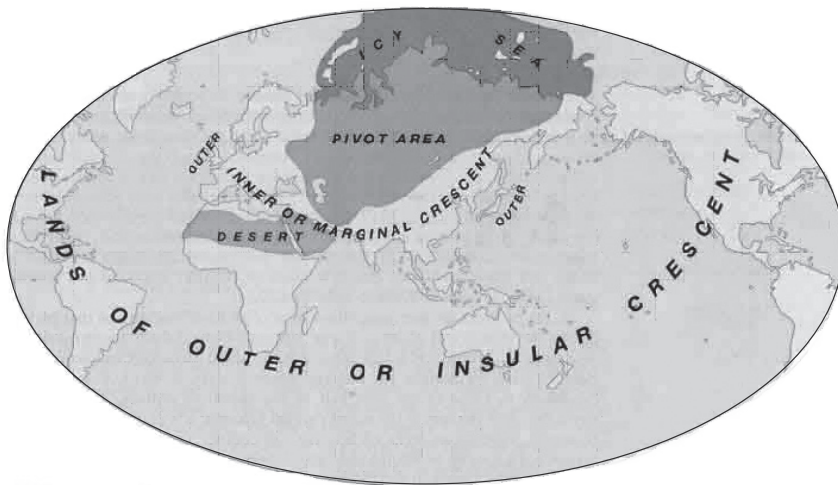 ICY SEA
PIVOT AREA
OUTER
INNER OR MARGINAL CRESCENT
OUTER
DESERT
LANDS OF OUTER OR INSULAR CRESCENT